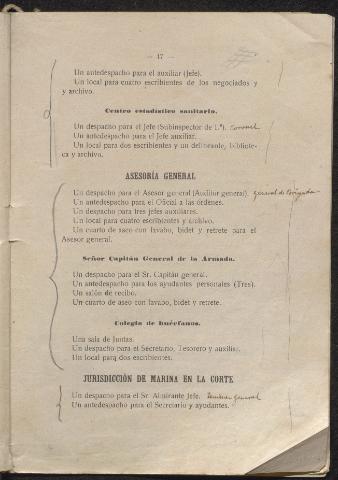 — 17 —
Un antedespacho para el auxiliar (Jefe).
Un local para cuatro escribientes de los negociados y
y archivo.
Centro estadístico sanitario.
Un despacho para el Jefe (Subinspector de 1.ª). Coronel
Un antedespacho para el Jefe auxiliar.
Un local para dos escribientes y un delineante, bibliote-
ca y archivo.
ASESORÍA GENERAL
Un despacho para el Asesor general (Auditor general). General de Brigada
Un antedespacho para el Oficial a las órdenes.
Un despacho para tres jefes auxiliares.
Un local para cuatro escribientes y archivo.
Un cuarto de aseo con lavabo, bidet y retrete para el
Asesor general.
Señor Capitán General de la Armada.
Un despacho para el Sr. Capitán general.
Un antedespacho para los ayudantes personales (Tres).
Un salón de recibo.
Un cuarto de aseo con lavabo, bidet y retrete.
Colegio de huérfanos.
Una sala de Juntas.
Un despacho para el Secretario, Tesorero y auxiliar.
Un local para dos escribientes.
JURISDICCIÓN DE MARINA EN LA CORTE
Un despacho para el Sr. Almirante Jefe. General
Un antedespacho para el Secretario y ayudantes.